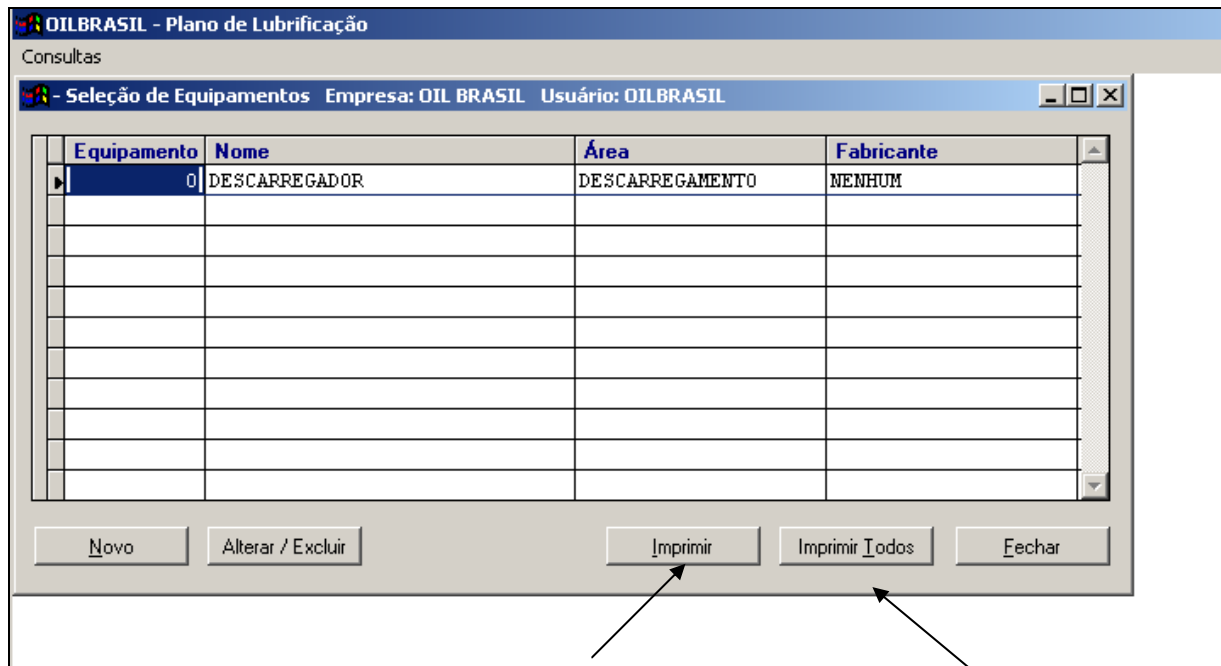 OILBRASIL - Plano de Lubrificação
Consultas
- Seleção de Equipamentos Empresa: OIL BRASIL Usuário: OILBRASIL
Equipamento Nome Área Fabricante
0 DESCARREGADOR DESCARREGAMENTO NENHUM
Novo Alterar / Excluir Imprimir Imprimir Todos Fechar